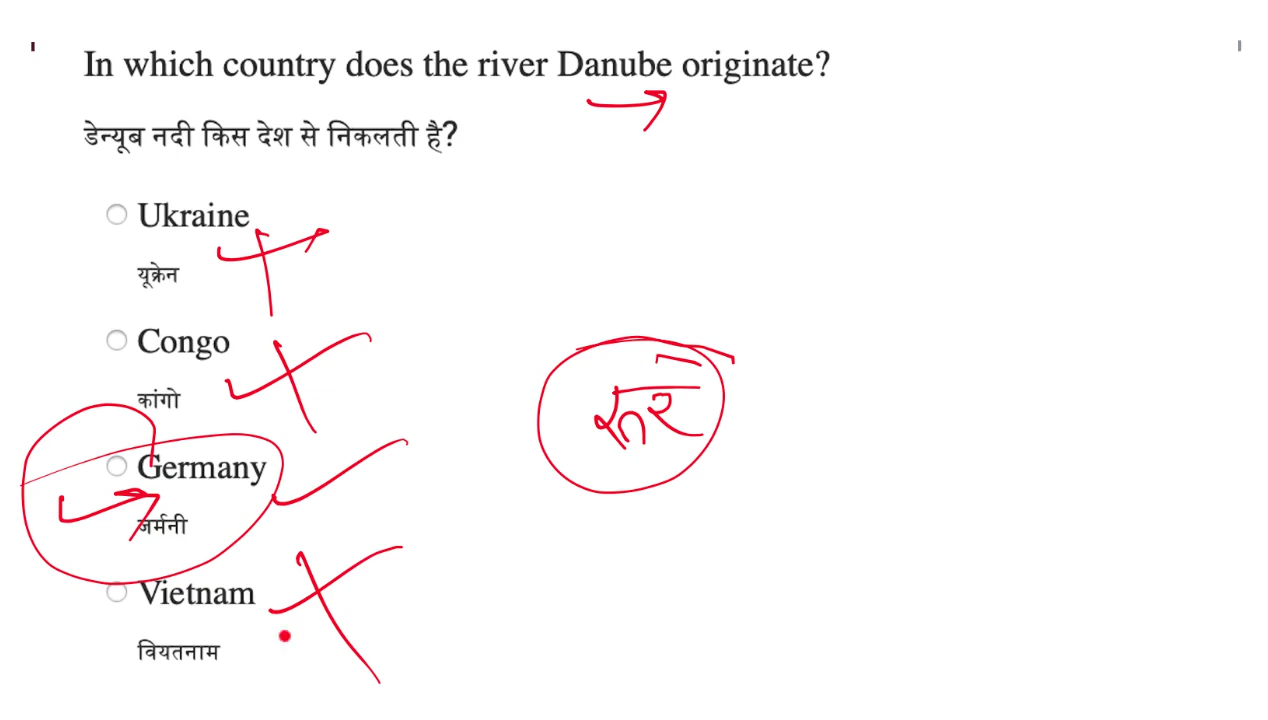 In which country does the river Danube originate?
डेन्यूब नदी किस देश से निकलती है?
Ukraine
यूक्रेन
Congo
कांगो
Germany
जर्मनी
Vietnam
वियतनाम